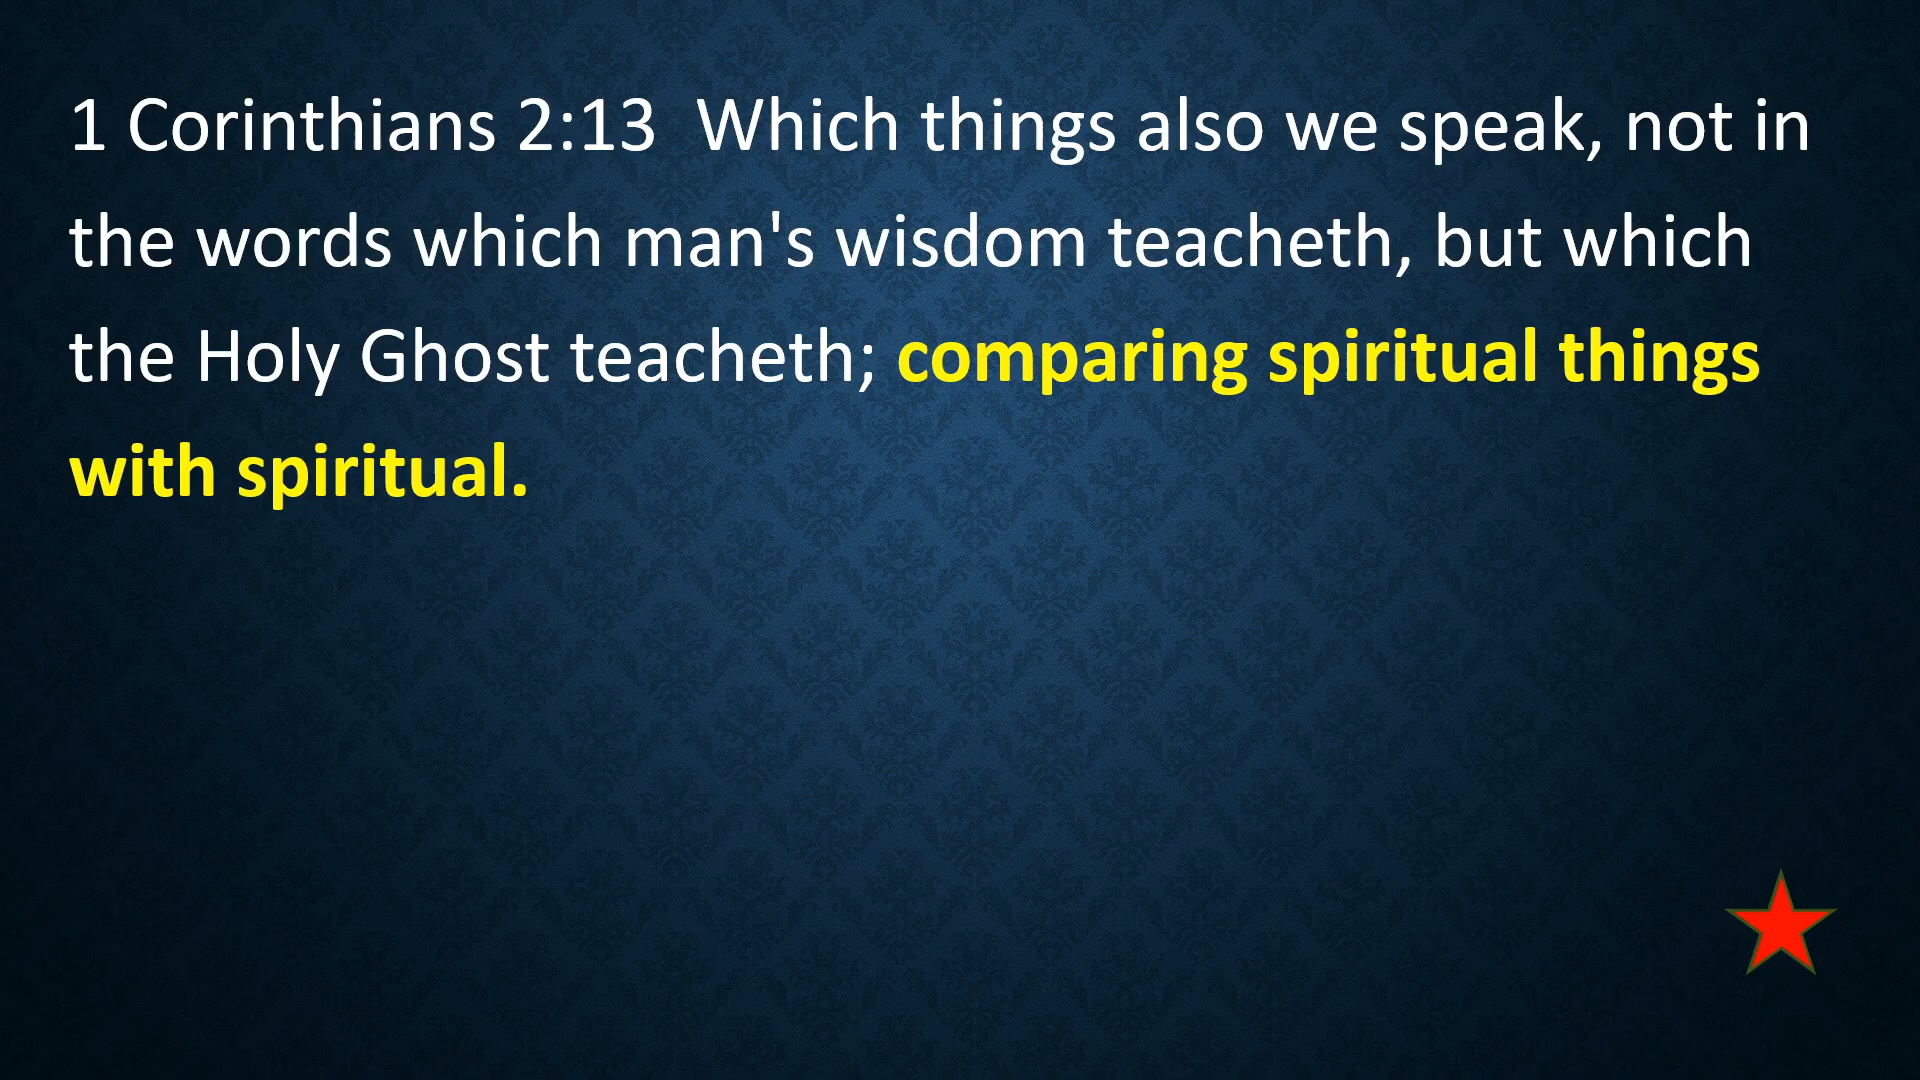 1 Corinthians 2:13  Which things also we speak, not in
the words which man's wisdom teacheth, but which
the Holy Ghost teacheth; comparing spiritual things
with spiritual.